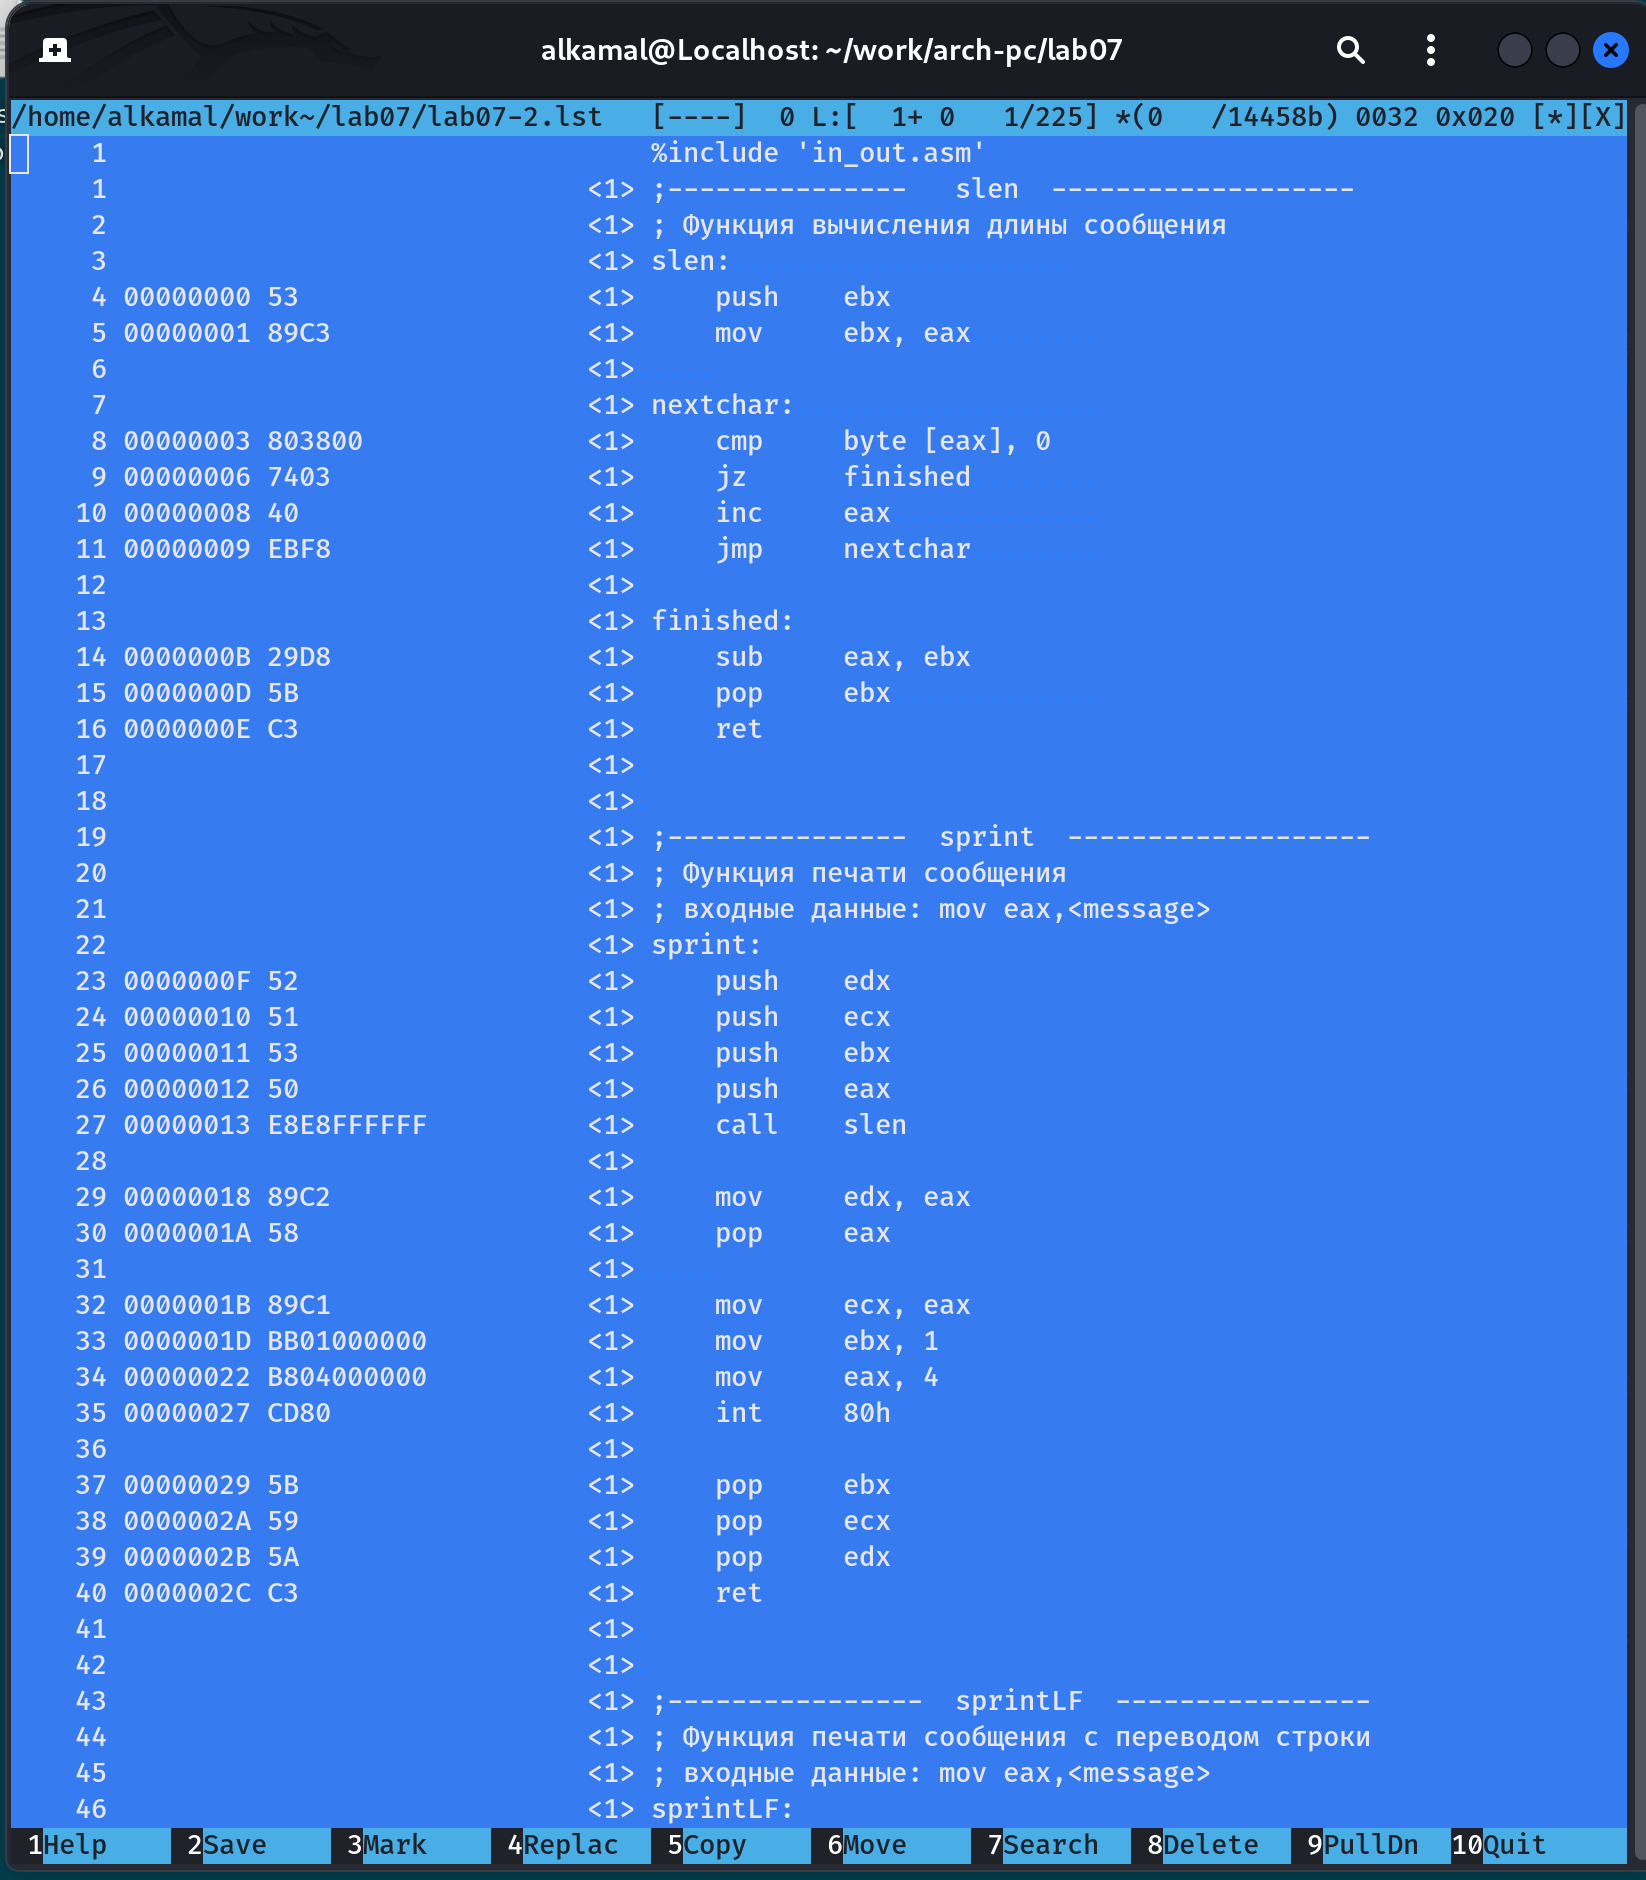 alkamal@Localhost: ~/work/arch-pc/lab07
/home/alkamal/work~/lab07/lab07-2.lst   [----]  0 L:[  1+ 0   1/225] *(0   /14458b) 0032 0x020 [*][X]
1 %include 'in_out.asm'
1 <1> ;---------------   slen  -------------------
2 <1> ; Функция вычисления длины сообщения
3 <1> slen:
4 00000000 53 <1> push ebx
5 00000001 89C3 <1> mov ebx, eax
6 <1>
7 <1> nextchar:
8 00000003 803800 <1> cmp byte [eax], 0
9 00000006 7403 <1> jz finished
10 00000008 40 <1> inc eax
11 00000009 EBF8 <1> jmp nextchar
12 <1>
13 <1> finished:
14 0000000B 29D8 <1> sub eax, ebx
15 0000000D 5B <1> pop ebx
16 0000000E C3 <1> ret
17 <1>
18 <1>
19 <1> ;---------------  sprint  -------------------
20 <1> ; Функция печати сообщения
21 <1> ; входные данные: mov eax,<message>
22 <1> sprint:
23 0000000F 52 <1> push edx
24 00000010 51 <1> push ecx
25 00000011 53 <1> push ebx
26 00000012 50 <1> push eax
27 00000013 E8E8FFFFFF <1> call slen
28 <1>
29 00000018 89C2 <1> mov edx, eax
30 0000001A 58 <1> pop eax
31 <1>
32 0000001B 89C1 <1> mov ecx, eax
33 0000001D BB01000000 <1> mov ebx, 1
34 00000022 B804000000 <1> mov eax, 4
35 00000027 CD80 <1> int 80h
36 <1>
37 00000029 5B <1> pop ebx
38 0000002A 59 <1> pop ecx
39 0000002B 5A <1> pop edx
40 0000002C C3 <1> ret
41 <1>
42 <1>
43 <1> ;----------------  sprintLF  ----------------
44 <1> ; Функция печати сообщения с переводом строки
45 <1> ; входные данные: mov eax,<message>
46 <1> sprintLF:
1Help 2Save 3Mark 4Replac 5Copy 6Move 7Search 8Delete 9PullDn 10Quit